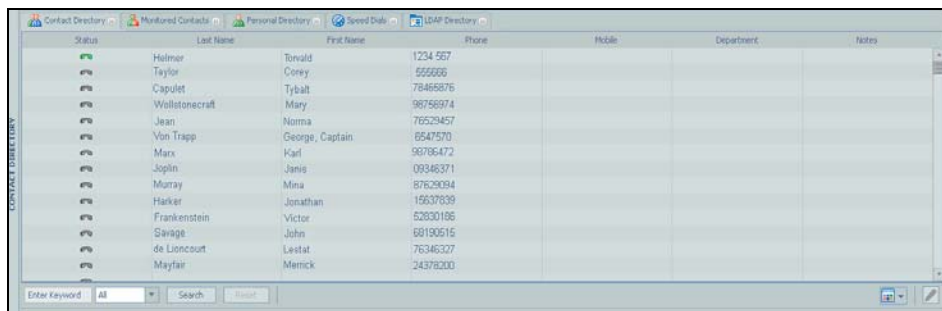 Contact Directory Monitored Contacts Personal Directory Speed Dials LDAP Directory
Status Last Name First Name Phone Mobile Department Notes
Helmer Torvald 1234 567
Taylor Corey 555666
Capulet Tybalt 78465876
Wollstonecraft Mary 98756974
Jean Norma 76529457
Von Trapp George, Captain 6547570
Marx Karl 98786472
Joplin Janis 09346371
Murray Mina 87629094
Harker Jonathan 15637839
Frankenstein Victor 52830186
Savage John 68190515
de Lioncourt Lestat 76346327
Mayfair Merrick 24378200
CONTACT DIRECTORY
Enter Keyword All Search Reset